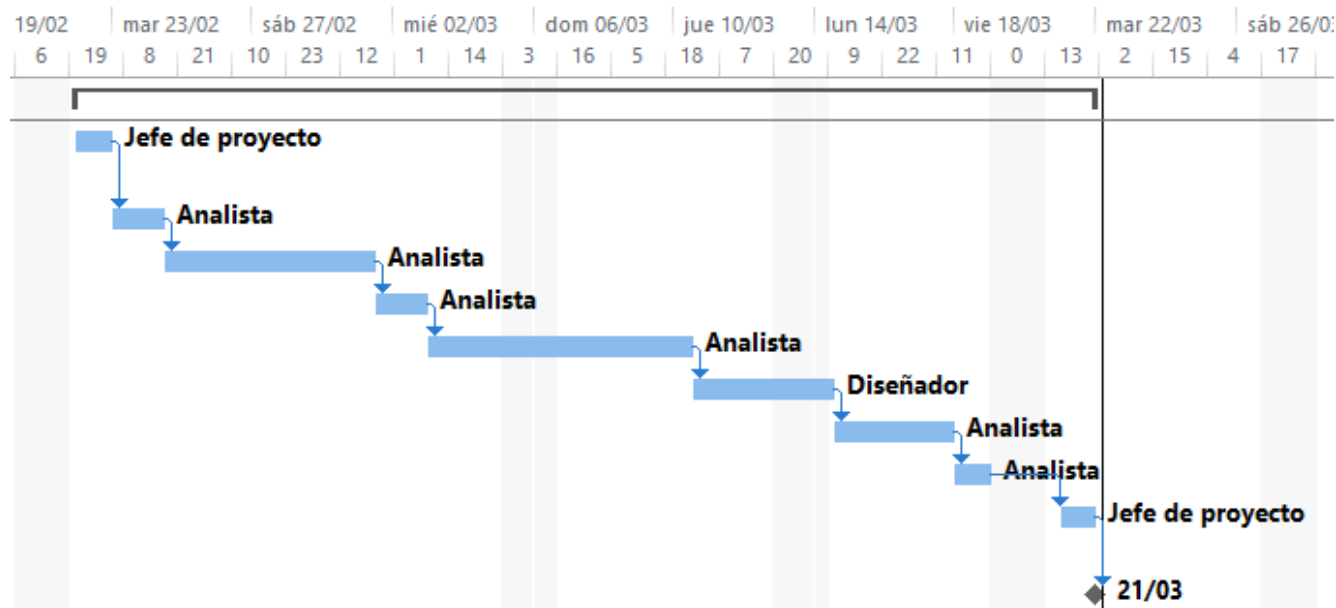 19/02 mar 23/02 sáb 27/02 mié 02/03 dom 06/03 jue 10/03 lun 14/03 vie 18/03 mar 22/03 sáb 26/03
6 19 8 21 10 23 12 1 14 3 16 5 18 7 20 9 22 11 0 13 2 15 4 17
Jefe de proyecto
Analista
Analista
Analista
Analista
Diseñador
Analista
Analista
Jefe de proyecto
21/03